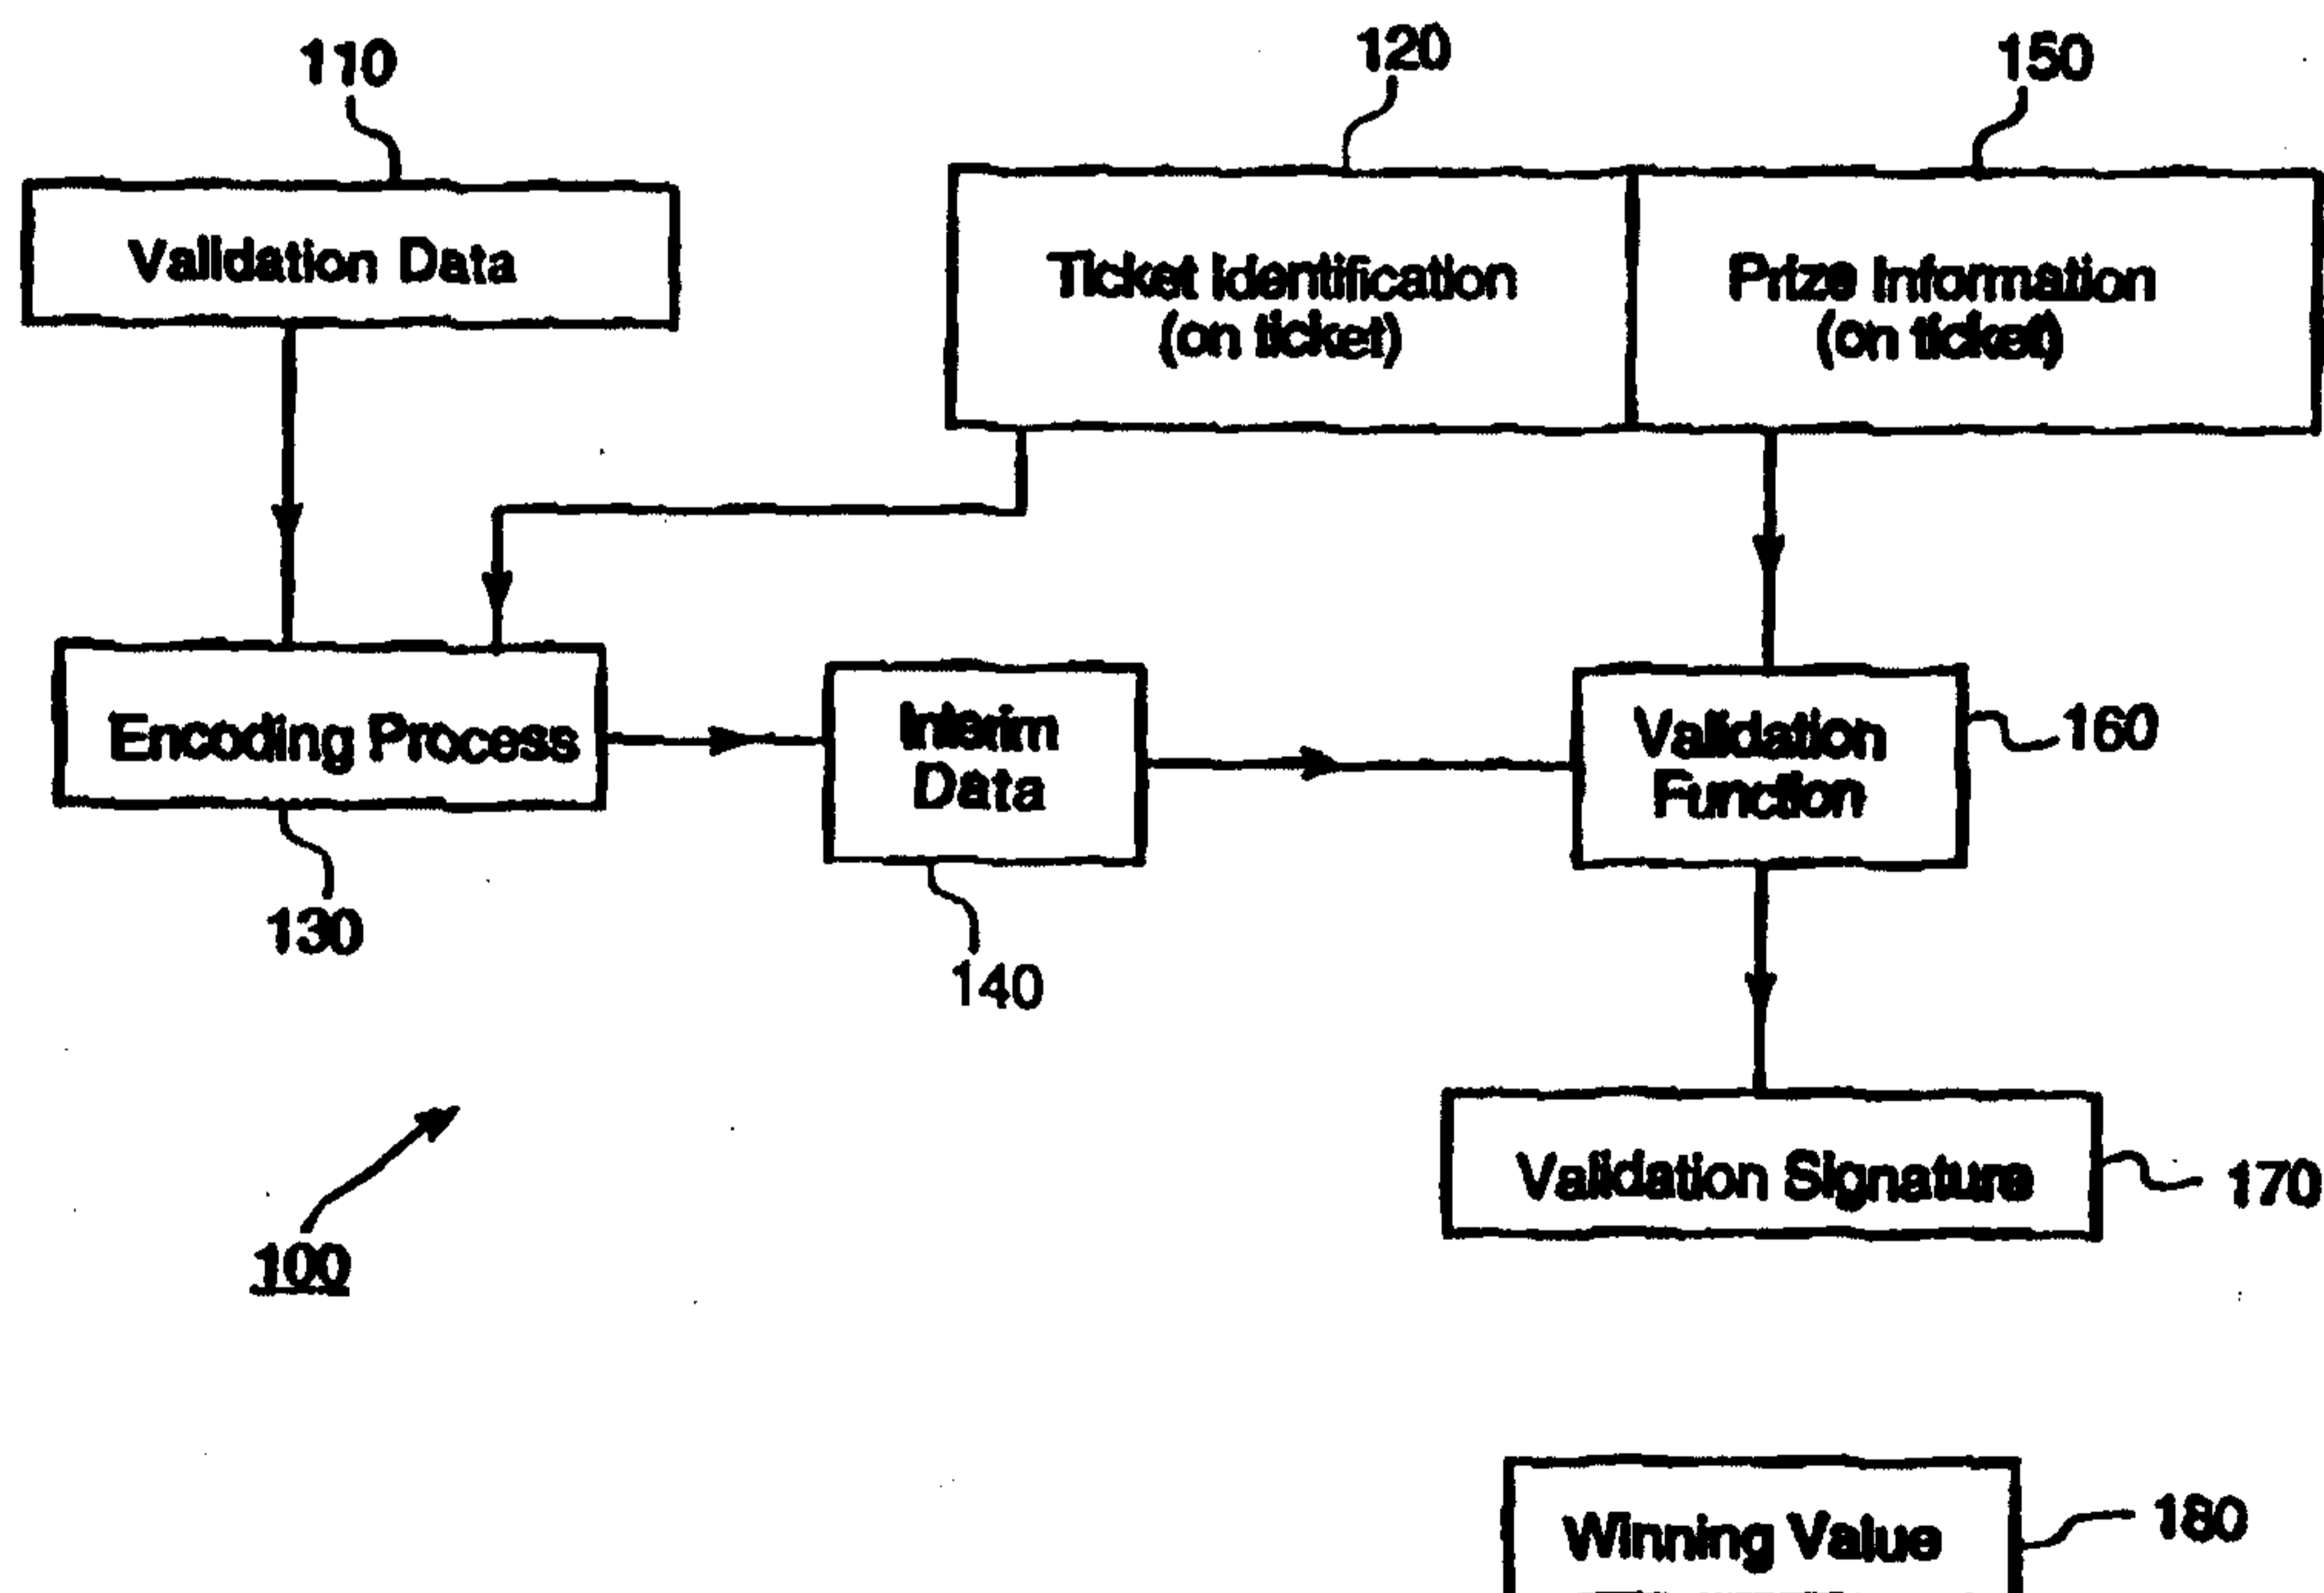 110
120
150
Validation Data
Ticket Identification
(on ticket)
Prize Information
(on ticket)
Encoding Process
Interim
Data
Validation
Function
160
130
140
Validation Signature
170
100
Winning Value
180